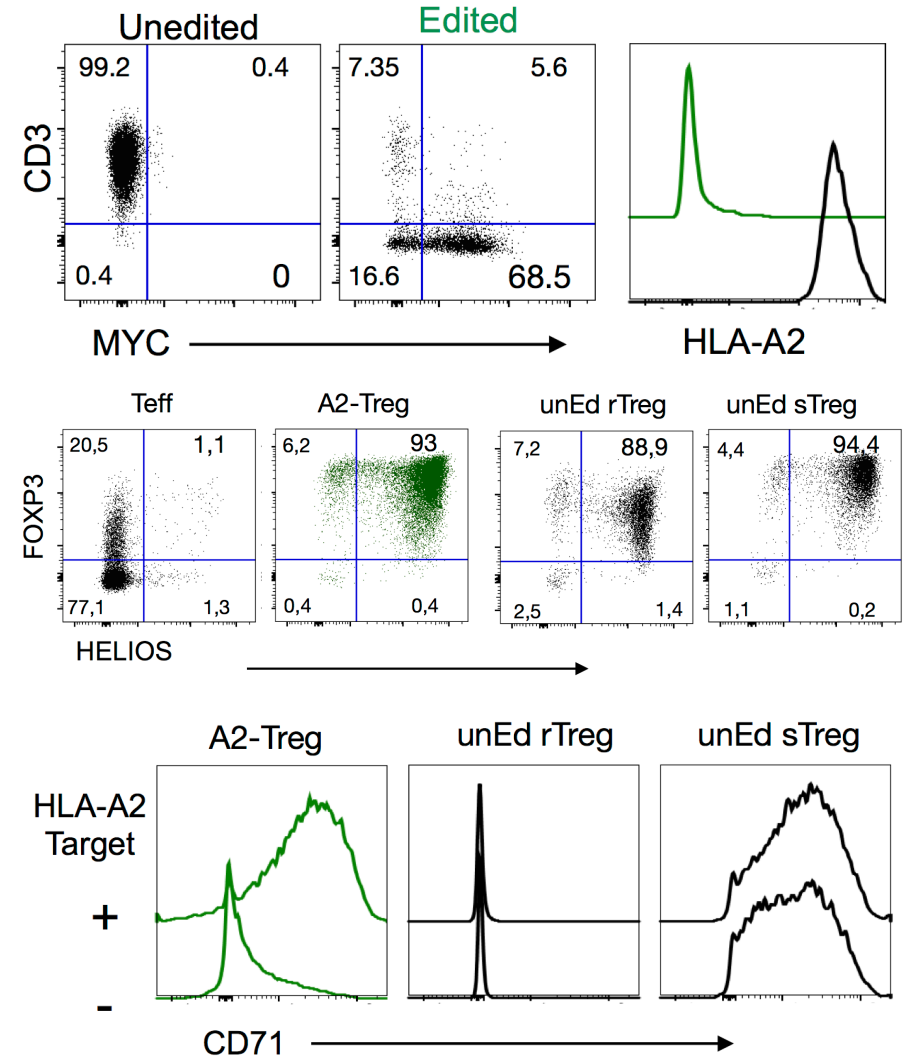 Unedited
Edited
99.2 0.4
7.35 5.6
CD3
0.4 0
16.6 68.5
MYC
HLA-A2
Teff
A2-Treg
unEd rTreg
unEd sTreg
20,5 1,1
6,2 93
7,2 88,9
4,4 94,4
FOXP3
77,1 1,3
0,4 0,4
2,5 1,4
1,1 0,2
HELIOS
A2-Treg
unEd rTreg
unEd sTreg
HLA-A2
Target
+
-
CD71